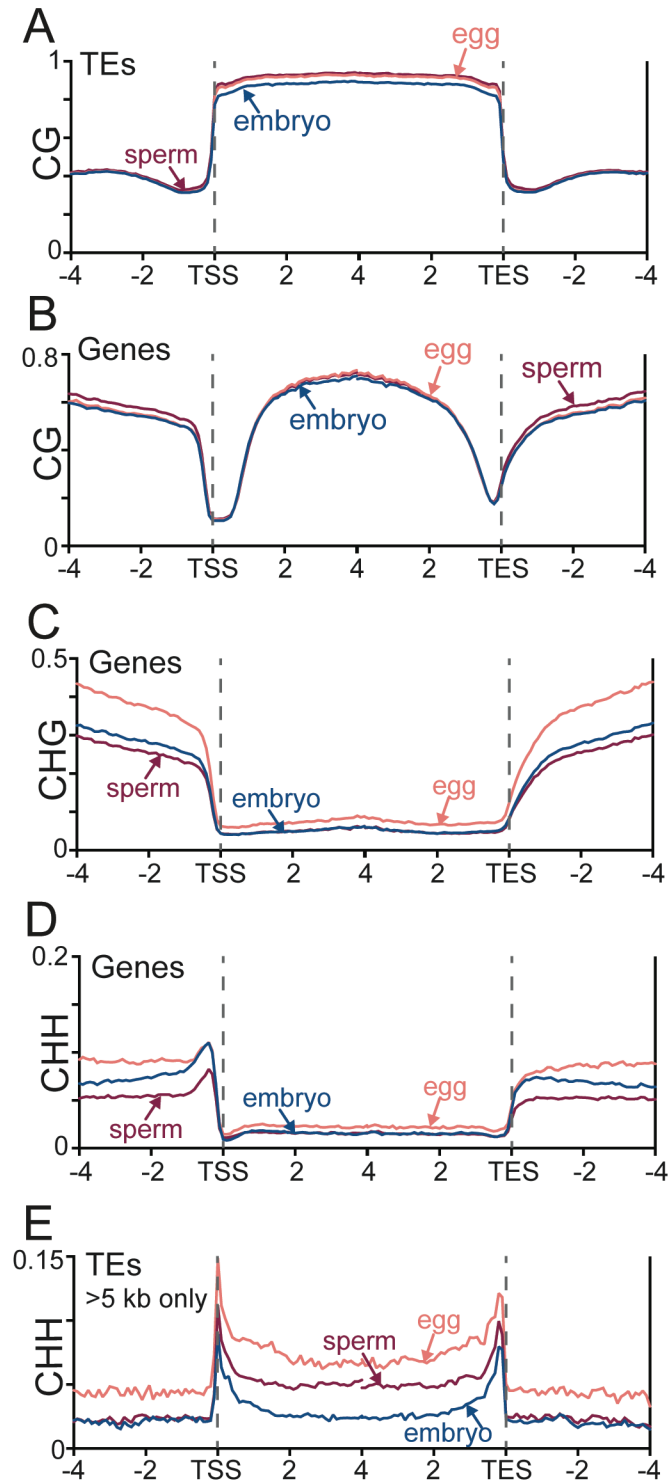 A
TEs
egg
1
CG
embryo
sperm
0
-4 -2 TSS 2 4 2 TES -2 -4
B
Genes
egg
0.8
sperm
CG
embryo
0
-4 -2 TSS 2 4 2 TES -2 -4
C
0.5
Genes
CHG
sperm
embryo
egg
0
-4 -2 TSS 2 4 2 TES -2 -4
D
0.2
Genes
CHH
sperm
embryo
egg
0
-4 -2 TSS 2 4 2 TES -2 -4
E
0.15
TEs
>5 kb only
egg
sperm
CHH
embryo
0
-4 -2 TSS 2 4 2 TES -2 -4